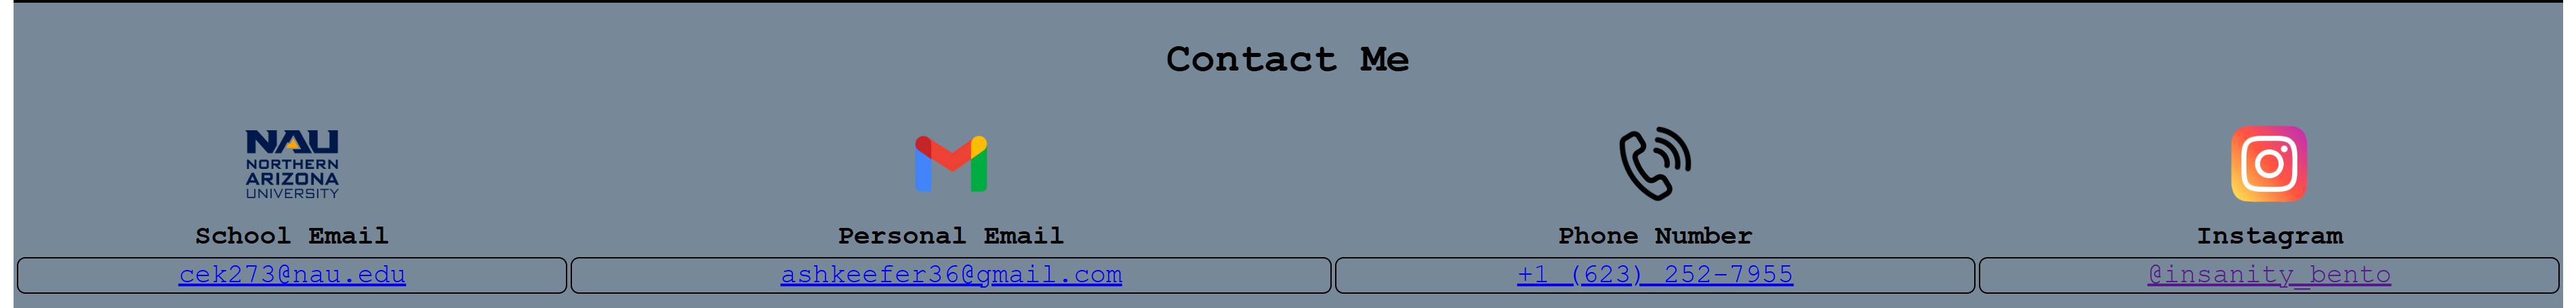 Contact Me
NAU
NORTHERN
ARIZONA
UNIVERSITY
School Email
Personal Email
Phone Number
Instagram
cek273@nau.edu
ashkeefer36@gmail.com
+1 (623) 252-7955
@insanity_bento